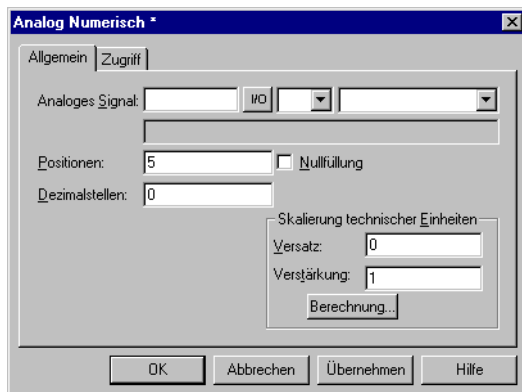 Analog Numerisch *
Allgemein Zugriff
Analoges Signal: I/O
Positionen: 5 Nullfüllung
Dezimalstellen: 0
Skalierung technischer Einheiten
Versatz: 0
Verstärkung: 1
Berechnung...
OK Abbrechen Übernehmen Hilfe